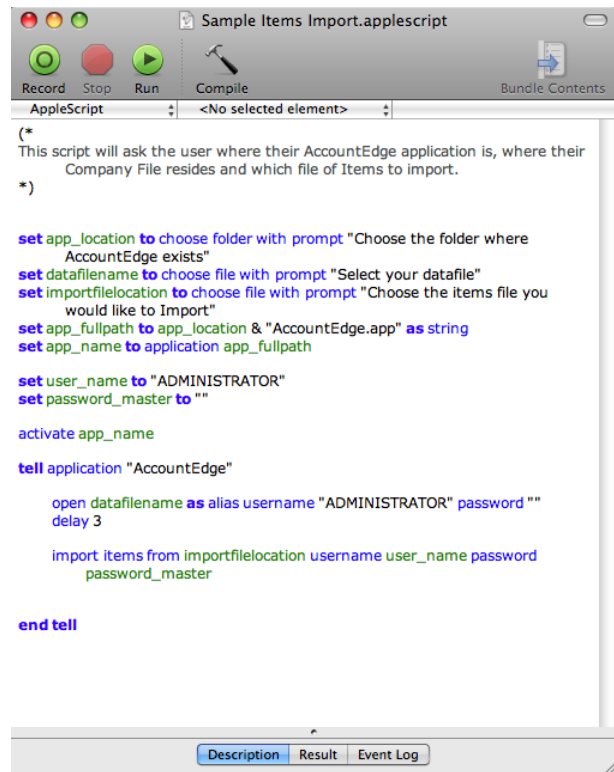 Sample Items Import.applescript
Record Stop Run Compile Bundle Contents
AppleScript <No selected element>
(*
This script will ask the user where their AccountEdge application is, where their
Company File resides and which file of Items to import.
*)
set app_location to choose folder with prompt "Choose the folder where
AccountEdge exists"
set datafilename to choose file with prompt "Select your datafile"
set importfilelocation to choose file with prompt "Choose the items file you
would like to Import"
set app_fullpath to app_location & "AccountEdge.app" as string
set app_name to application app_fullpath
set user_name to "ADMINISTRATOR"
set password_master to ""
activate app_name
tell application "AccountEdge"
open datafilename as alias username "ADMINISTRATOR" password ""
delay 3
import items from importfilelocation username user_name password
password_master
end tell
Description Result Event Log